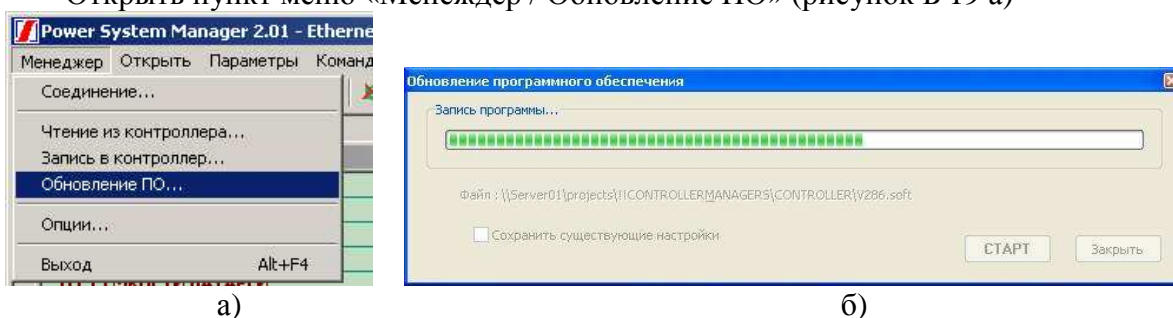 Открыть пункт меню «Менеждер / Обновление ПО» (рисунок В 19 а)
Power System Manager 2.01 - Etherne
Менеджер Открыть Параметры Команд
Соединение...
Чтение из контроллера...
Запись в контроллер...
Обновление ПО...
Опции...
Выход Alt+F4
а)
Обновление программного обеспечения
Запись программы...
Файл : \\Server01\projects\!!CONTROLLERMANAGERS\CONTROLLER\V286.soft
Сохранить существующие настройки
СТАРТ Закрыть
б)